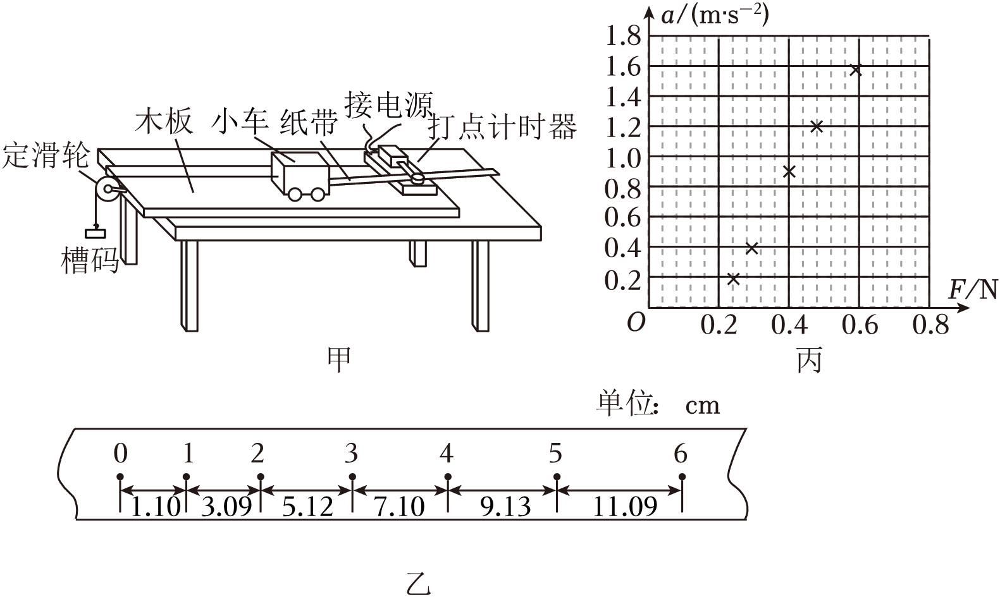 接电源
木板 小车 纸带 打点计时器
定滑轮
槽码
甲
a/(m·s⁻²)
1.8
1.6
1.4
1.2
1.0
0.8
0.6
0.4
0.2
F/N
O 0.2 0.4 0.6 0.8
丙
单位: cm
0 1 2 3 4 5 6
1.10 3.09 5.12 7.10 9.13 11.09
乙